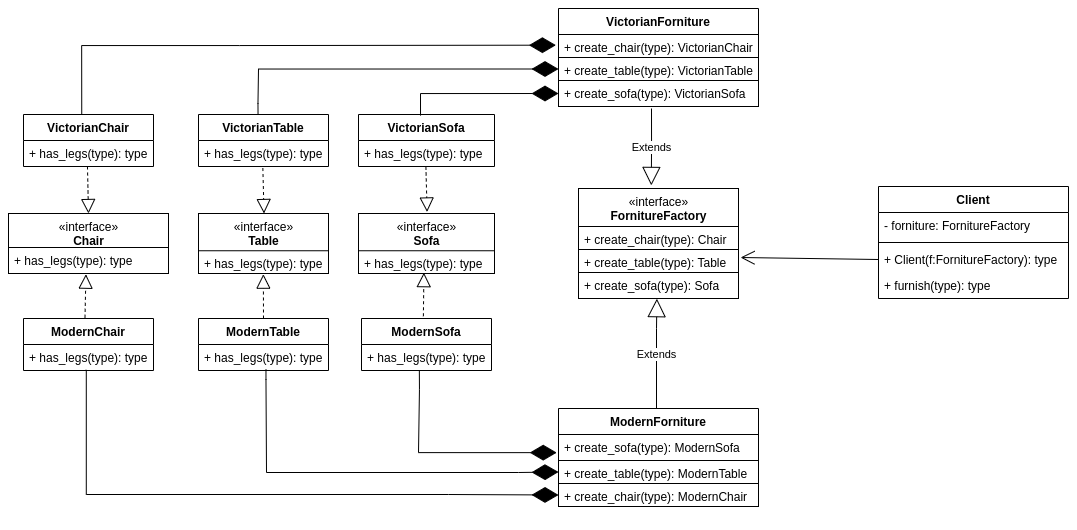 VictorianForniture
+ create_chair(type): VictorianChair
+ create_table(type): VictorianTable
+ create_sofa(type): VictorianSofa
VictorianChair
+ has_legs(type): type
VictorianTable
+ has_legs(type): type
VictorianSofa
+ has_legs(type): type
Extends
«interface»
Chair
+ has_legs(type): type
«interface»
Table
+ has_legs(type): type
«interface»
Sofa
+ has_legs(type): type
«interface»
FornitureFactory
+ create_chair(type): Chair
+ create_table(type): Table
+ create_sofa(type): Sofa
Client
- forniture: FornitureFactory
+ Client(f:FornitureFactory): type
+ furnish(type): type
ModernChair
+ has_legs(type): type
ModernTable
+ has_legs(type): type
ModernSofa
+ has_legs(type): type
Extends
ModernForniture
+ create_sofa(type): ModernSofa
+ create_table(type): ModernTable
+ create_chair(type): ModernChair